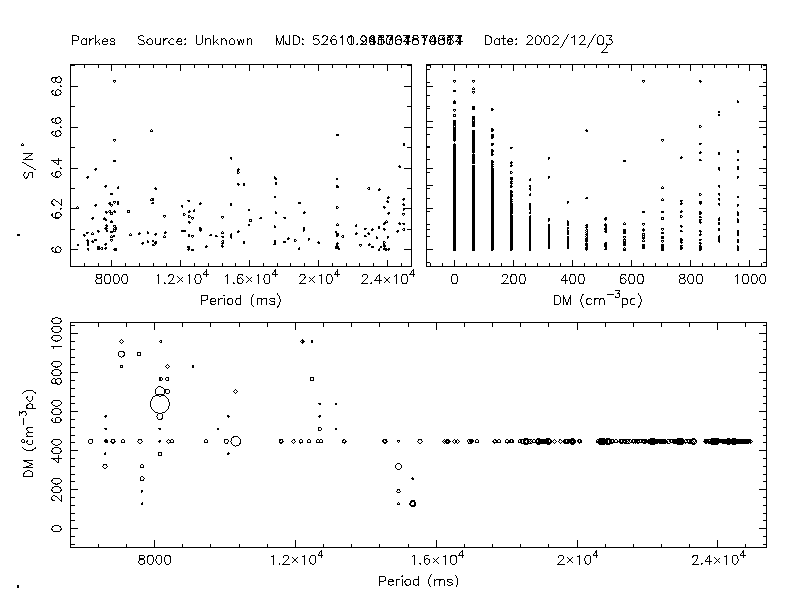 Parkes Source: Unknown MJD: Date: 2002/12/03
2
S/N
6.8
6.6
6.4
6.2
6
8000 1.2×10⁴ 1.6×10⁴ 2×10⁴ 2.4×10⁴
Period (ms)
0 200 400 600 800 1000
DM (cm⁻³pc)
DM (cm⁻³pc)
1000
800
600
400
200
0
8000 1.2×10⁴ 1.6×10⁴ 2×10⁴ 2.4×10⁴
Period (ms)